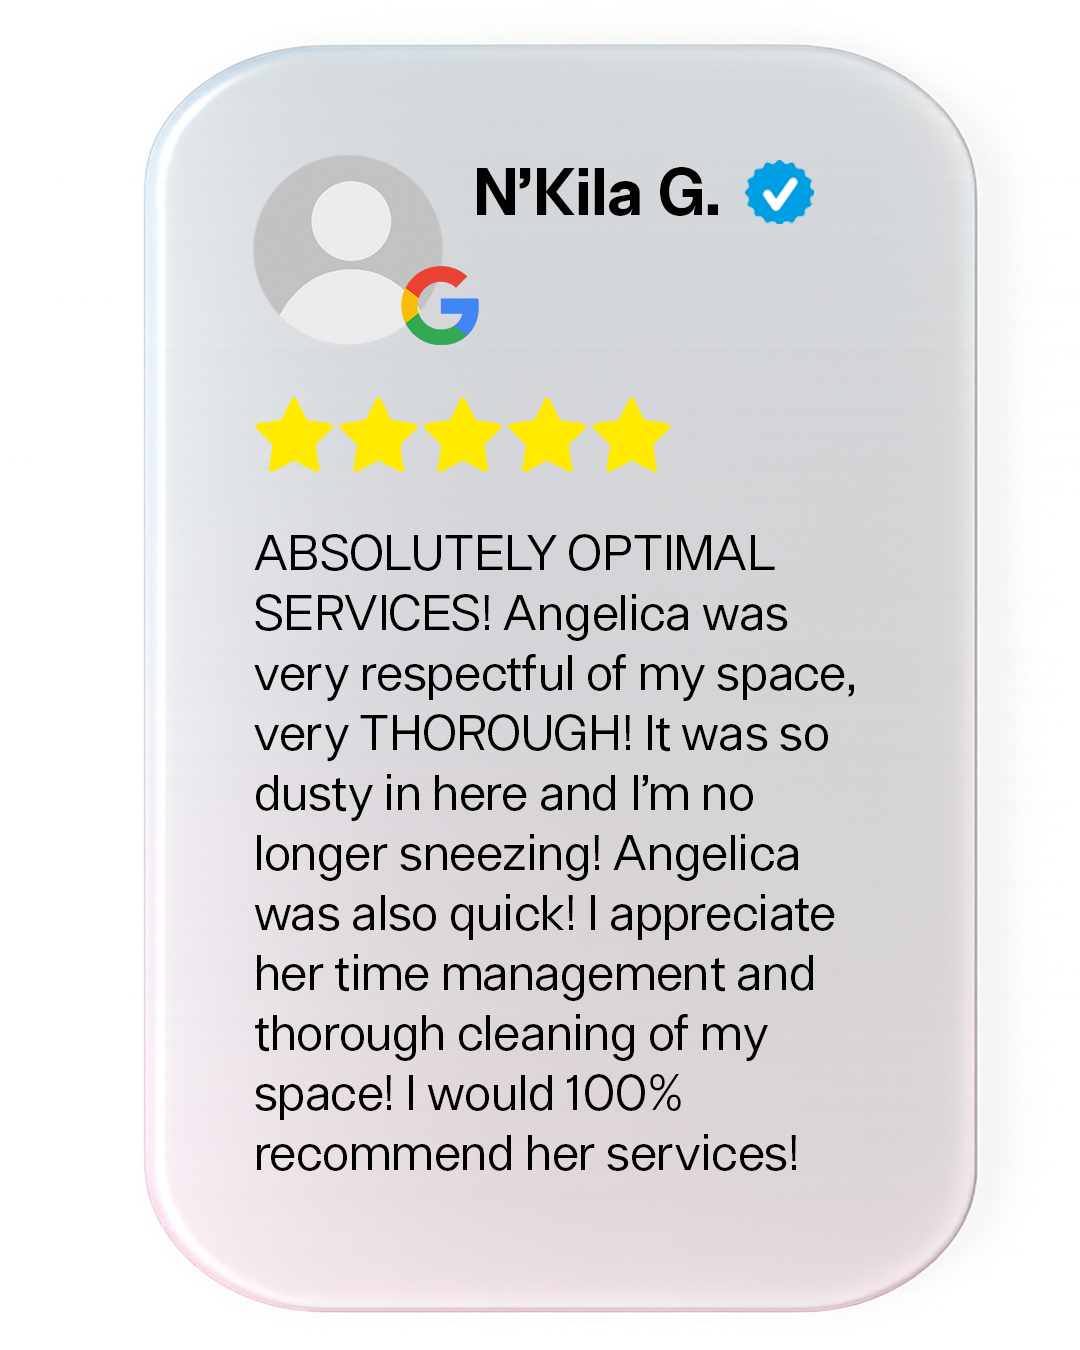 N’Kila G.
ABSOLUTELY OPTIMAL
SERVICES! Angelica was
very respectful of my space,
very THOROUGH! It was so
dusty in here and I’m no
longer sneezing! Angelica
was also quick! I appreciate
her time management and
thorough cleaning of my
space! I would 100%
recommend her services!